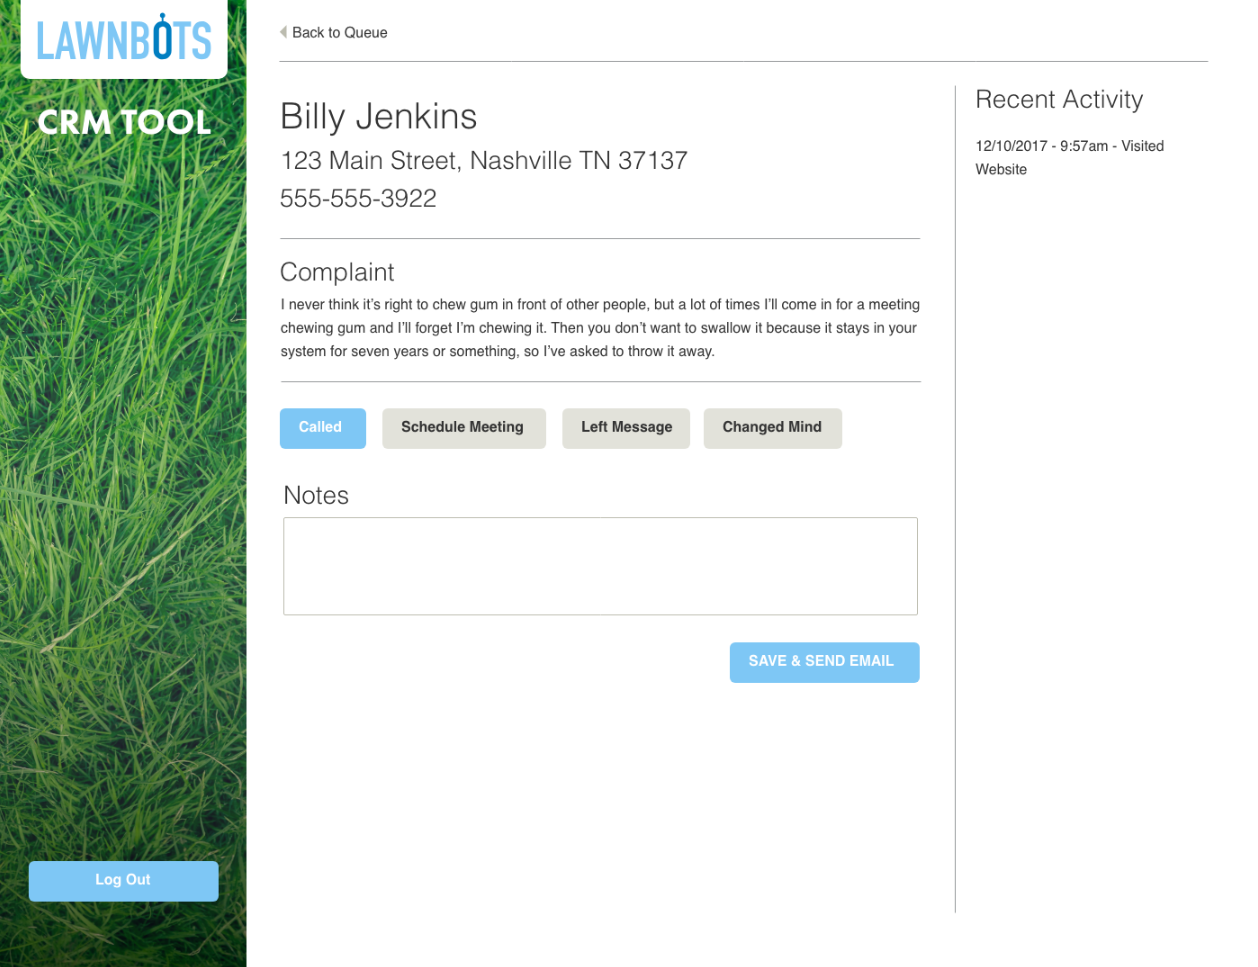 LAWNBOTS
CRM TOOL
Back to Queue
Billy Jenkins
123 Main Street, Nashville TN 37137
555-555-3922
Complaint
I never think it’s right to chew gum in front of other people, but a lot of times I’ll come in for a meeting
chewing gum and I’ll forget I’m chewing it. Then you don’t want to swallow it because it stays in your
system for seven years or something, so I’ve asked to throw it away.
Called
Schedule Meeting
Left Message
Changed Mind
Notes
SAVE & SEND EMAIL
Recent Activity
12/10/2017 - 9:57am - Visited
Website
Log Out